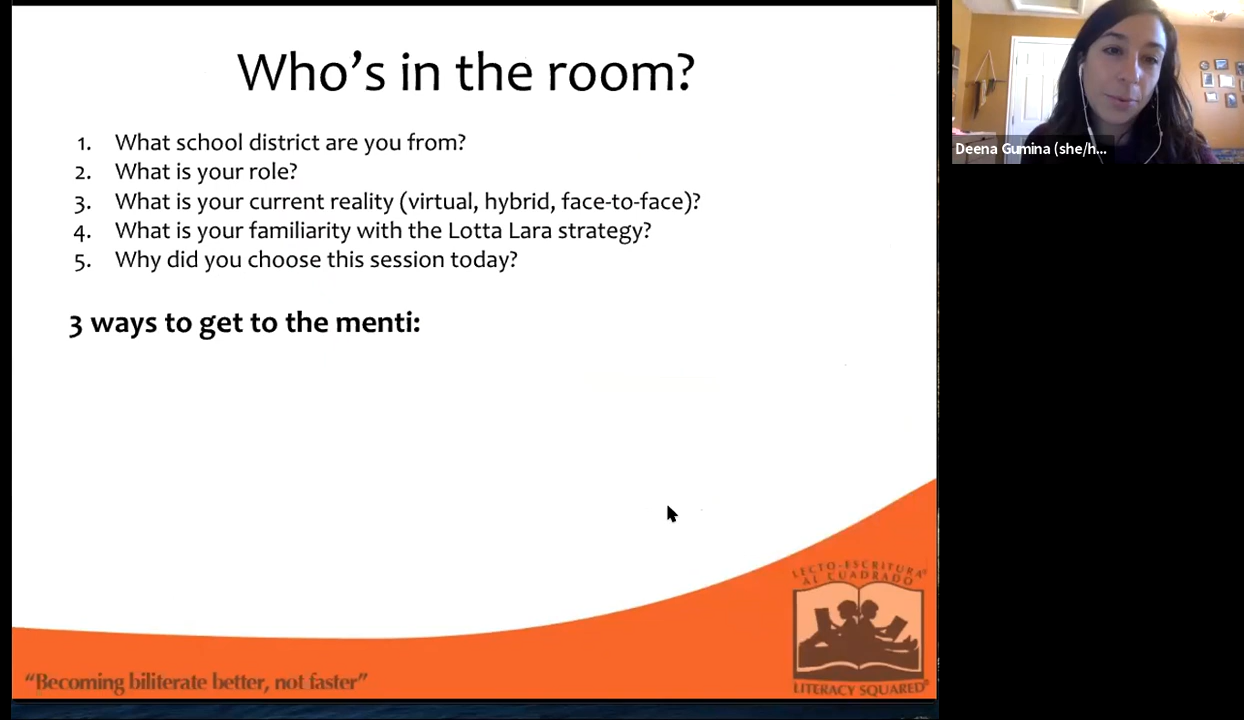 Who's in the room?
1. What school district are you from?
2. What is your role?
3. What is your current reality (virtual, hybrid, face-to-face)?
4. What is your familiarity with the Lotta Lara strategy?
5. Why did you choose this session today?
3 ways to get to the menti:
"Becoming biliterate better, not faster"
LECTO-ESCRITURA®
AL CUADRADO
LITERACY SQUARED®
Deena Gumina (she/h...